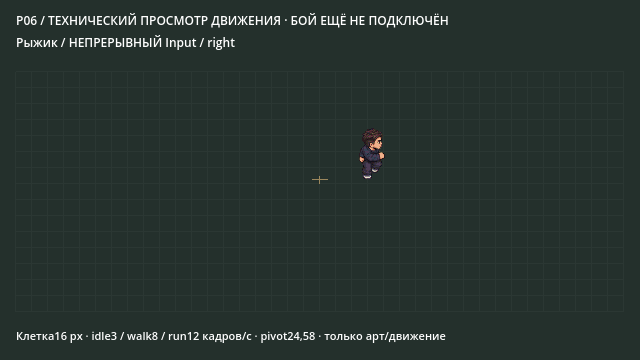 P06 / ТЕХНИЧЕСКИЙ ПРОСМОТР ДВИЖЕНИЯ · БОЙ ЕЩЁ НЕ ПОДКЛЮЧЁН
Рыжик / НЕПРЕРЫВНЫЙ Input / right
Клетка16 px · idle3 / walk8 / run12 кадров/с · pivot24,58 · только арт/движение